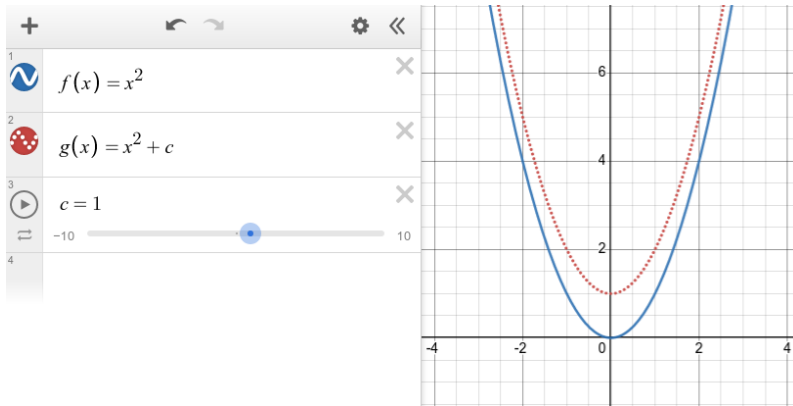 1
f(x) = x²
2
g(x) = x² + c
3
c = 1
-10 10
4
6
4
2
-4 -2 0 2 4